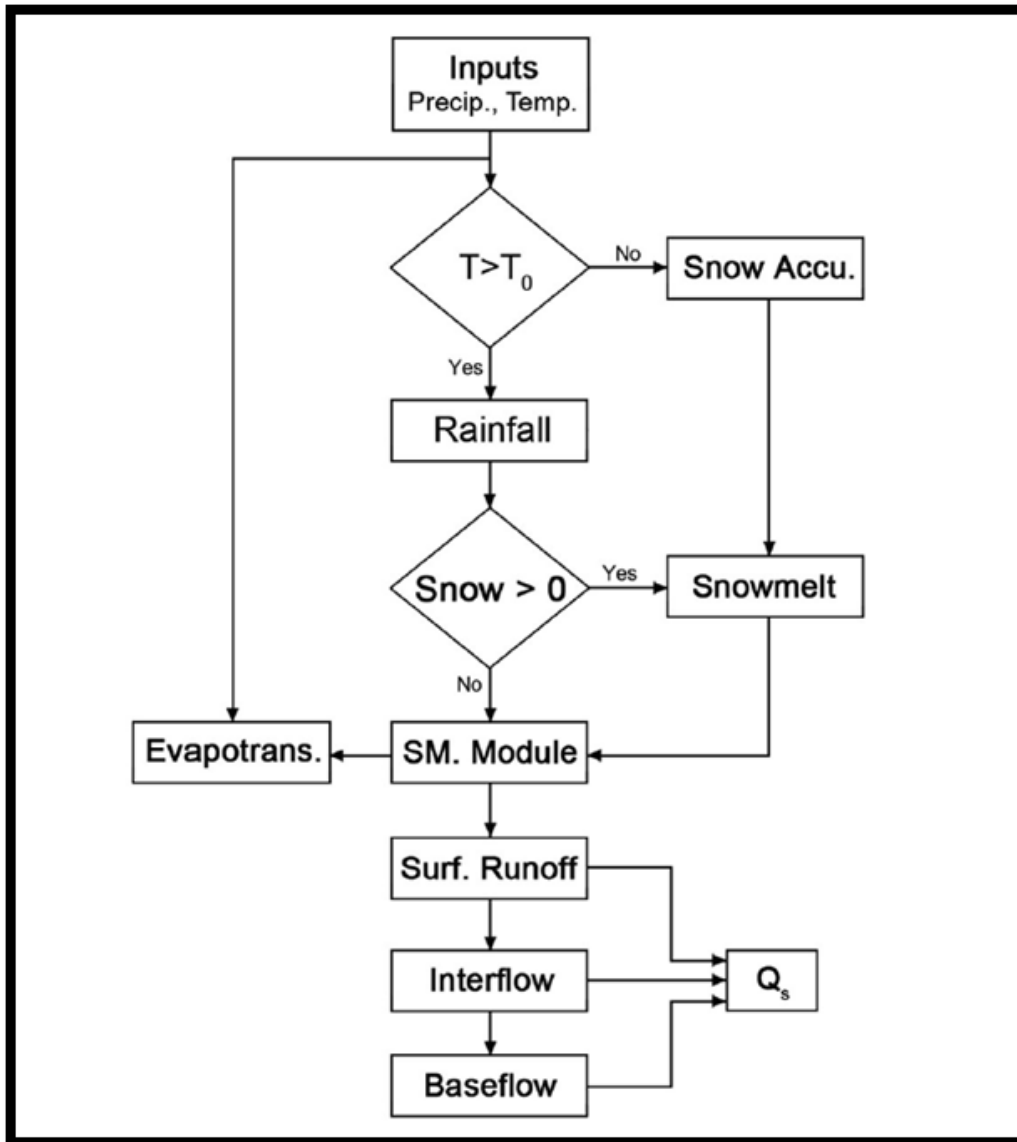 Inputs
Precip., Temp.
T>T₀
No
Snow Accu.
Yes
Rainfall
Snow > 0
Yes
Snowmelt
No
Evapotrans.
SM. Module
Surf. Runoff
Interflow
Qₛ
Baseflow